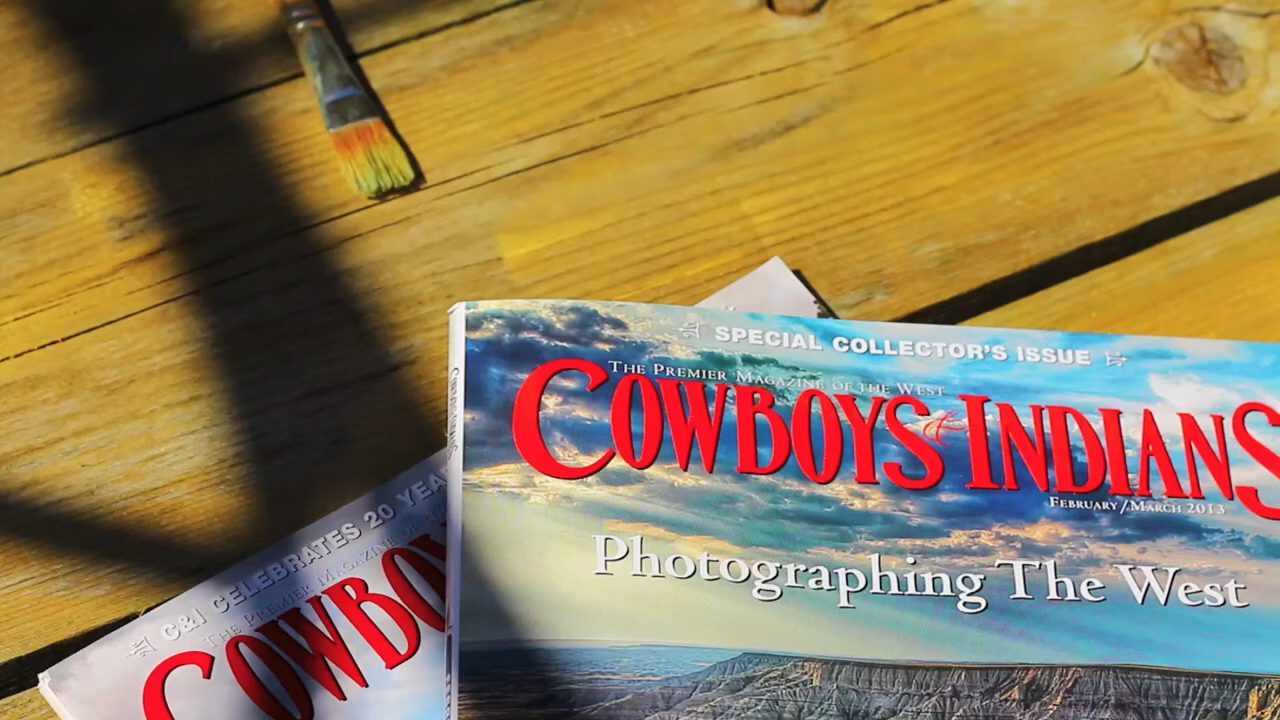 SPECIAL COLLECTOR'S ISSUE
THE PREMIER MAGAZINE OF THE WEST
COWBOYS & INDIANS
FEBRUARY/MARCH 2013
Photographing The West
C&I CELEBRATES 20 YEA
THE PREMIER MAGAZINE
COWBO